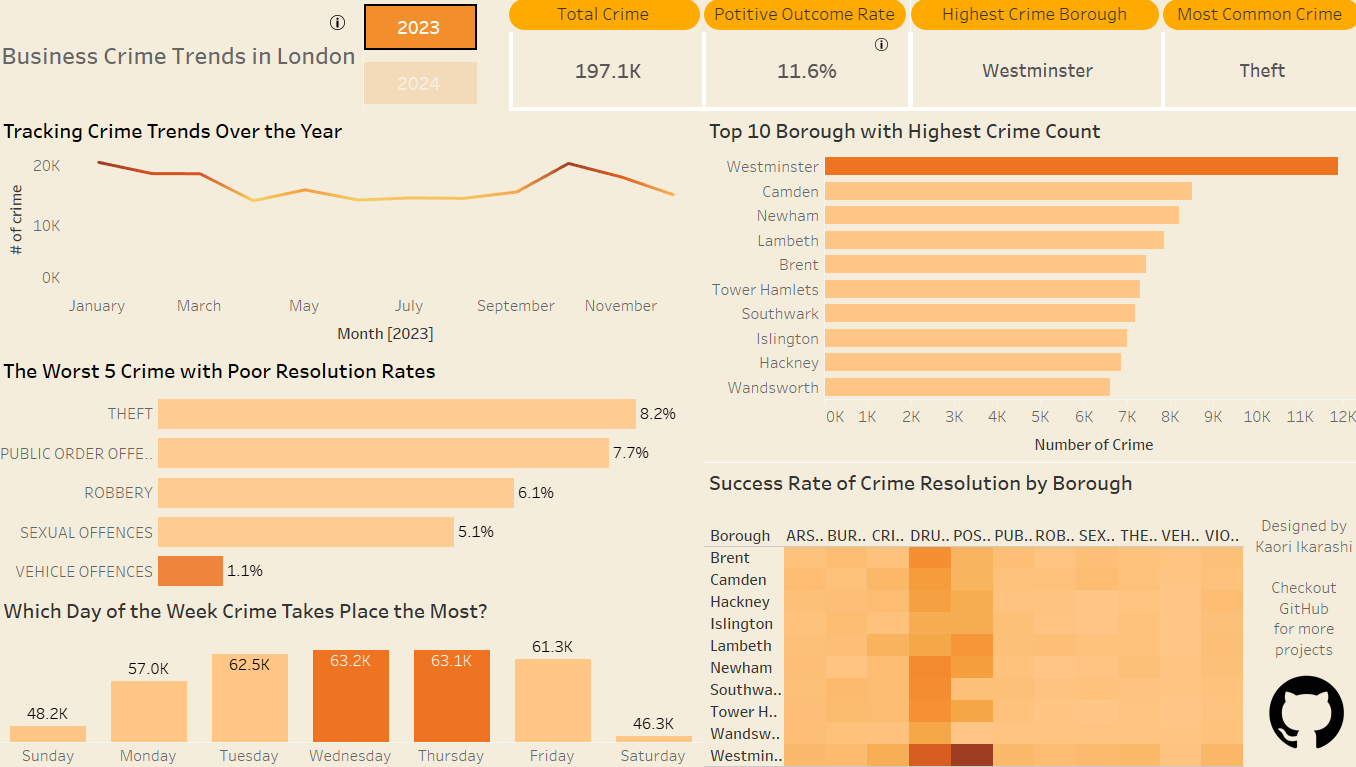 Business Crime Trends in London
2023
2024
Total Crime
197.1K
Potitive Outcome Rate
11.6%
Highest Crime Borough
Westminster
Most Common Crime
Theft
Tracking Crime Trends Over the Year
# of crime
20K
10K
0K
January March May July September November
Month [2023]
The Worst 5 Crime with Poor Resolution Rates
THEFT 8.2%
PUBLIC ORDER OFFE.. 7.7%
ROBBERY 6.1%
SEXUAL OFFENCES 5.1%
VEHICLE OFFENCES 1.1%
Which Day of the Week Crime Takes Place the Most?
48.2K 57.0K 62.5K 63.2K 63.1K 61.3K 46.3K
Sunday Monday Tuesday Wednesday Thursday Friday Saturday
Top 10 Borough with Highest Crime Count
Westminster
Camden
Newham
Lambeth
Brent
Tower Hamlets
Southwark
Islington
Hackney
Wandsworth
0K 1K 2K 3K 4K 5K 6K 7K 8K 9K 10K 11K 12K
Number of Crime
Success Rate of Crime Resolution by Borough
Borough ARS.. BUR.. CRI.. DRU.. POS.. PUB.. ROB.. SEX.. THE.. VEH.. VIO..
Brent
Camden
Hackney
Islington
Lambeth
Newham
Southwa..
Tower H..
Wandsw..
Westmin..
Designed by
Kaori Ikarashi
Checkout
GitHub
for more
projects